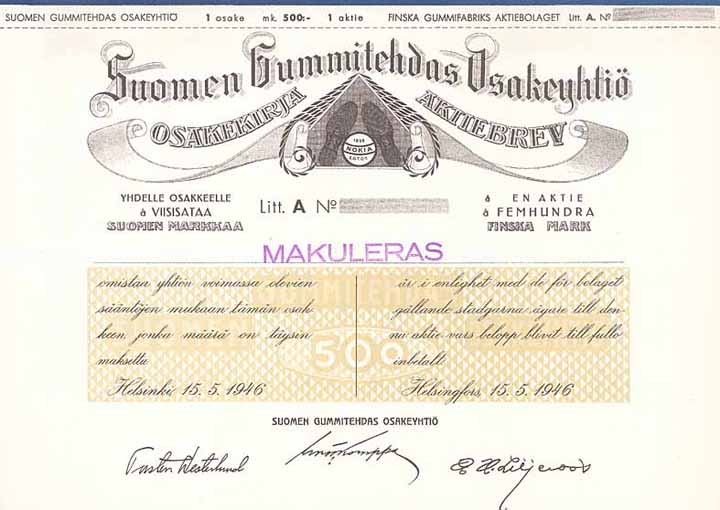 SUOMEN GUMMITEHDAS OSAKEYHTIÖ 1 osake mk. 500:- 1 aktie FINSKA GUMMIFABRIKS AKTIEBOLAGET Litt. A. Nº
Suomen Gummitehdas Osakeyhtiö
OSAKEKIRJA AKTIEBREV
1898
NOKIA
YHDELLE OSAKKEELLE
à VIISISATAA
SUOMEN MARKKAA
Litt. A Nº
à EN AKTIE
à FEMHUNDRA
FINSKA MARK
MAKULERAS
omistaa yhtiön voimassa olevien
sääntöjen mukaan tämän osak-
keen jonka määrä on täysin
maksettu
Helsinki, 15. 5. 1946
är i enlighet med de för bolaget
gällande stadgarna ägare till den-
na aktie vars belopp blivit till fullo
inbetalt
Helsingfors, 15. 5. 1946
500
SUOMEN GUMMITEHDAS OSAKEYHTIÖ
Torsten Westerlund